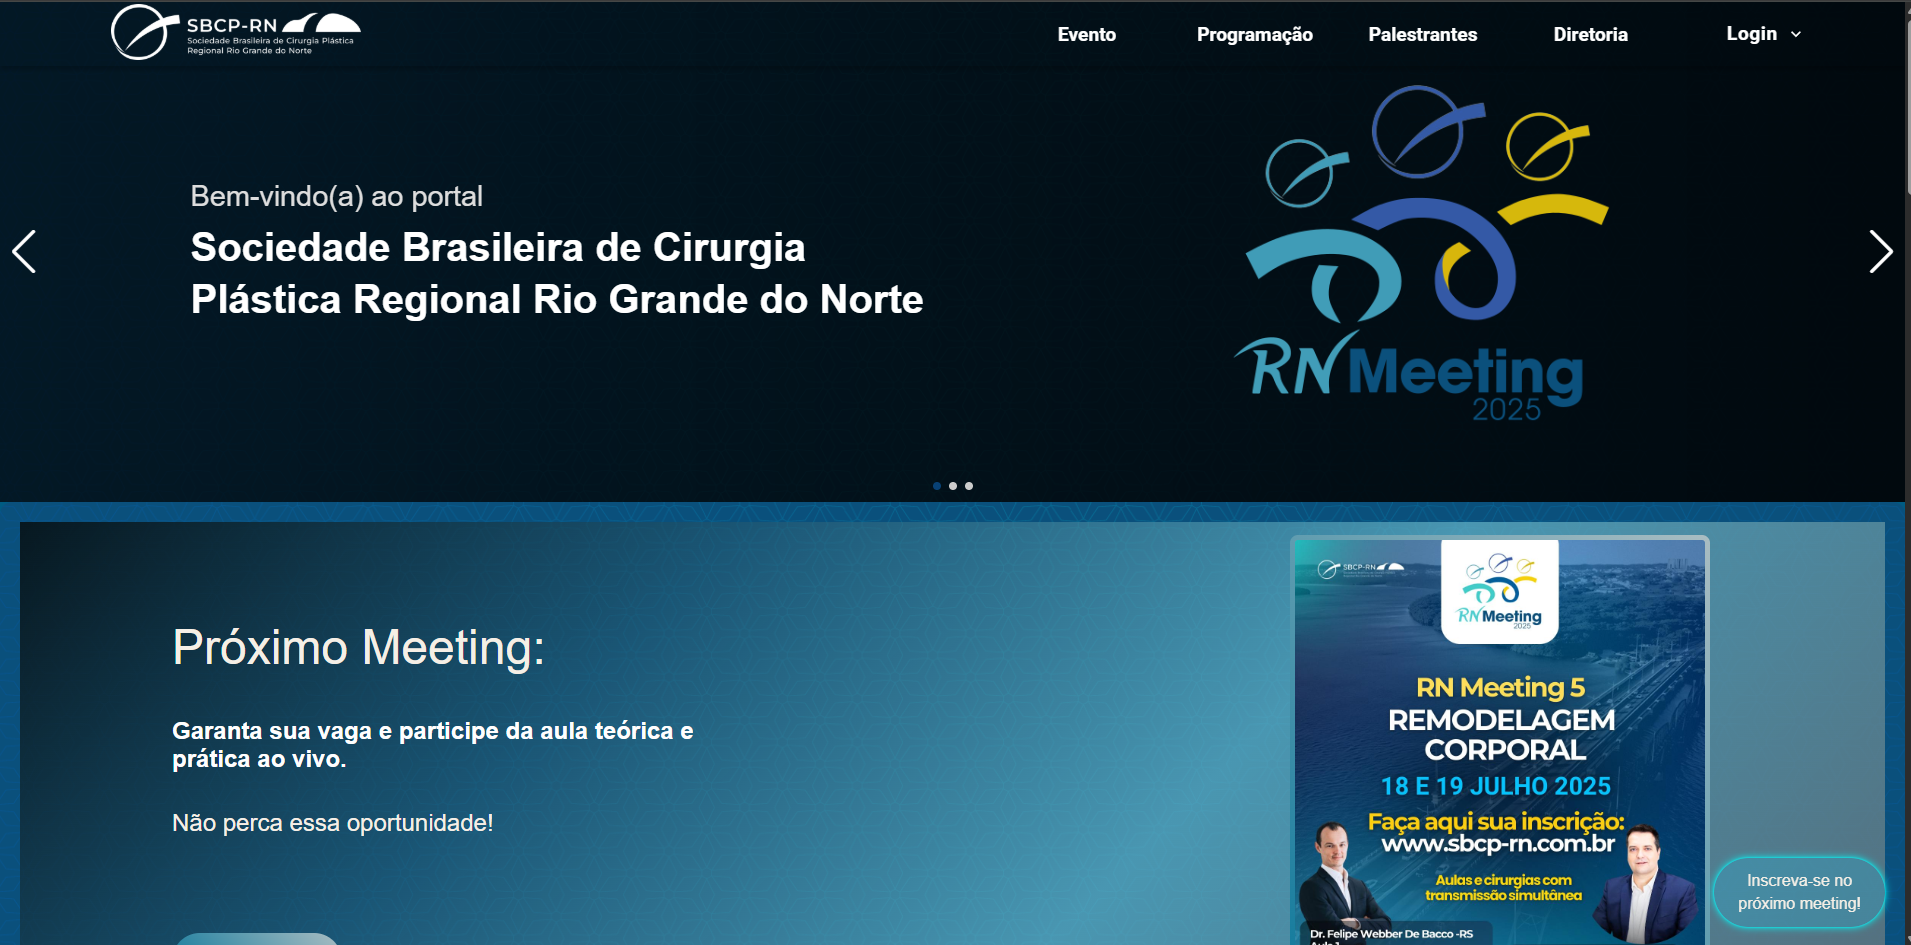 SBCP-RN
Sociedade Brasileira de Cirurgia Plástica
Regional Rio Grande do Norte
Evento
Programação
Palestrantes
Diretoria
Login
Bem-vindo(a) ao portal
Sociedade Brasileira de Cirurgia
Plástica Regional Rio Grande do Norte
RN Meeting
2025
Próximo Meeting:
Garanta sua vaga e participe da aula teórica e
prática ao vivo.
Não perca essa oportunidade!
SBCP-RN
RN Meeting
2025
RN Meeting 5
REMODELAGEM
CORPORAL
18 E 19 JULHO 2025
Faça aqui sua inscrição:
www.sbcp-rn.com.br
Aulas e cirurgias com
transmissão simultânea
Dr. Felipe Webber De Bacco -RS
Inscreva-se no
próximo meeting!